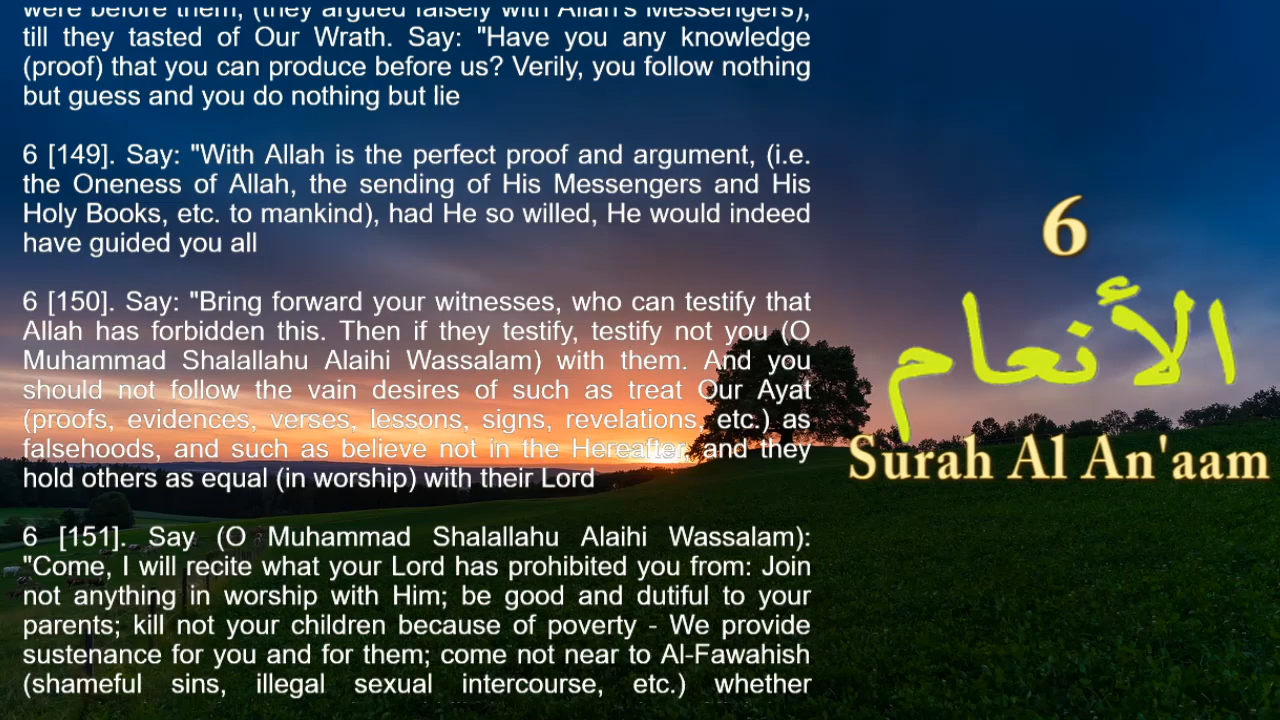 were before them, (they argued falsely with Allah's Messengers),
till they tasted of Our Wrath. Say: "Have you any knowledge
(proof) that you can produce before us? Verily, you follow nothing
but guess and you do nothing but lie
6 [149]. Say: "With Allah is the perfect proof and argument, (i.e.
the Oneness of Allah, the sending of His Messengers and His
Holy Books, etc. to mankind), had He so willed, He would indeed
have guided you all
6 [150]. Say: "Bring forward your witnesses, who can testify that
Allah has forbidden this. Then if they testify, testify not you (O
Muhammad Shalallahu Alaihi Wassalam) with them. And you
should not follow the vain desires of such as treat Our Ayat
(proofs, evidences, verses, lessons, signs, revelations, etc.) as
falsehoods, and such as believe not in the Hereafter, and they
hold others as equal (in worship) with their Lord
6 [151]. Say (O Muhammad Shalallahu Alaihi Wassalam):
"Come, I will recite what your Lord has prohibited you from: Join
not anything in worship with Him; be good and dutiful to your
parents; kill not your children because of poverty - We provide
sustenance for you and for them; come not near to Al-Fawahish
(shameful sins, illegal sexual intercourse, etc.) whether
6
الأنعام
Surah Al An'aam